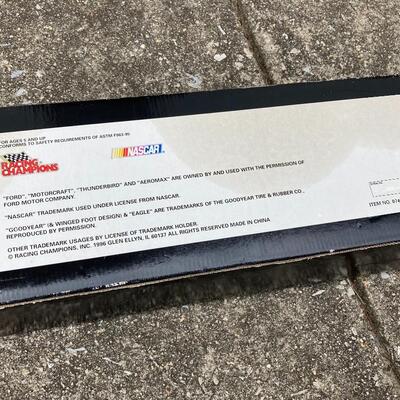 FOR AGES 5 AND UP
CONFORMS TO SAFETY REQUIREMENTS OF ASTM F963-95
RACING
CHAMPIONS
NASCAR
"FORD", "MOTORCRAFT", "THUNDERBIRD" AND "AEROMAX" ARE OWNED BY AND USED WITH THE PERMISSION OF
FORD MOTOR COMPANY.
"NASCAR" TRADEMARK USED UNDER LICENSE FROM NASCAR.
"GOODYEAR" (& WINGED FOOT DESIGN) & "EAGLE" ARE TRADEMARKS OF THE GOODYEAR TIRE & RUBBER CO.,
REPRODUCED BY PERMISSION.
OTHER TRADEMARK USAGES BY LICENSE OF TRADEMARK HOLDER.
© RACING CHAMPIONS, INC. 1996 GLEN ELLYN, IL 60137 ALL RIGHTS RESERVED MADE IN CHINA
ITEM NO.